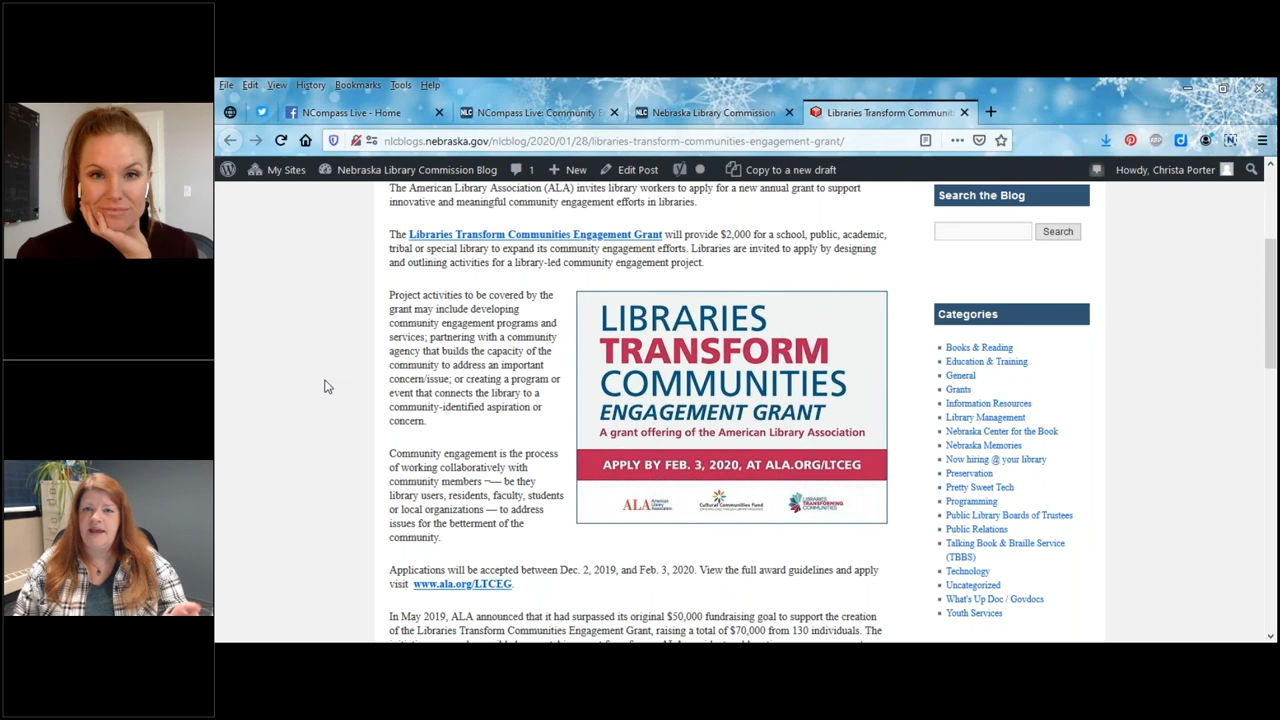 File Edit View History Bookmarks Tools Help
NCompass Live - Home
NLC NCompass Live: Community E
NLC Nebraska Library Commission
Libraries Transform Communit
nlcblogs.nebraska.gov/nlcblog/2020/01/28/libraries-transform-communities-engagement-grant/
My Sites Nebraska Library Commission Blog 1 New Edit Post Copy to a new draft Howdy, Christa Porter
The American Library Association (ALA) invites library workers to apply for a new annual grant to support
innovative and meaningful community engagement efforts in libraries.
The Libraries Transform Communities Engagement Grant will provide $2,000 for a school, public, academic,
tribal or special library to expand its community engagement efforts. Libraries are invited to apply by designing
and outlining activities for a library-led community engagement project.
Project activities to be covered by the
grant may include developing
community engagement programs and
services; partnering with a community
agency that builds the capacity of the
community to address an important
concern/issue; or creating a program or
event that connects the library to a
community-identified aspiration or
concern.
LIBRARIES
TRANSFORM
COMMUNITIES
ENGAGEMENT GRANT
A grant offering of the American Library Association
APPLY BY FEB. 3, 2020, AT ALA.ORG/LTCEG
ALA American Library Association
Cultural Communities Fund
LIBRARIES TRANSFORMING COMMUNITIES
Community engagement is the process
of working collaboratively with
community members ¬— be they
library users, residents, faculty, students
or local organizations — to address
issues for the betterment of the
community.
Applications will be accepted between Dec. 2, 2019, and Feb. 3, 2020. View the full award guidelines and apply
visit www.ala.org/LTCEG.
In May 2019, ALA announced that it had surpassed its original $50,000 fundraising goal to support the creation
of the Libraries Transform Communities Engagement Grant, raising a total of $70,000 from 130 individuals. The
Search the Blog
Search
Categories
Books & Reading
Education & Training
General
Grants
Information Resources
Library Management
Nebraska Center for the Book
Nebraska Memories
Now hiring @ your library
Preservation
Pretty Sweet Tech
Programming
Public Library Boards of Trustees
Public Relations
Talking Book & Braille Service
(TBBS)
Technology
Uncategorized
What's Up Doc / Govdocs
Youth Services